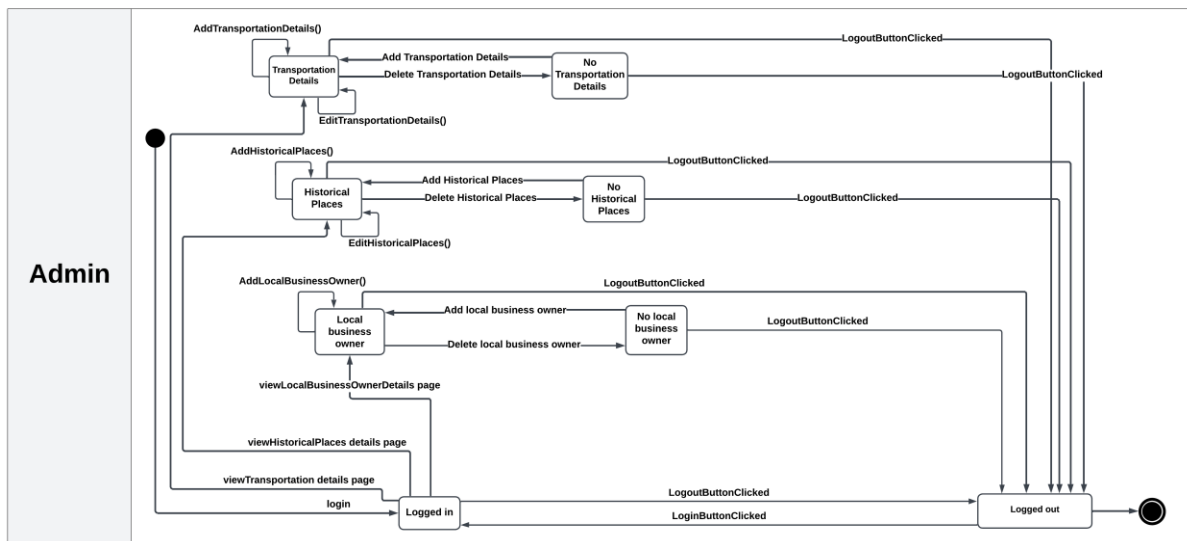 AddTransportationDetails()
LogoutButtonClicked
Add Transportation Details
Transportation
Details
No
Transportation
Details
Delete Transportation Details
LogoutButtonClicked
EditTransportationDetails()
AddHistoricalPlaces()
LogoutButtonClicked
Add Historical Places
Historical
Places
No
Historical
Places
Delete Historical Places
LogoutButtonClicked
EditHistoricalPlaces()
Admin
AddLocalBusinessOwner()
LogoutButtonClicked
Add local business owner
Local
business
owner
No local
business
owner
LogoutButtonClicked
Delete local business owner
viewLocalBusinessOwnerDetails page
viewHistoricalPlaces details page
viewTransportation details page
login
Logged in
LogoutButtonClicked
LoginButtonClicked
Logged out